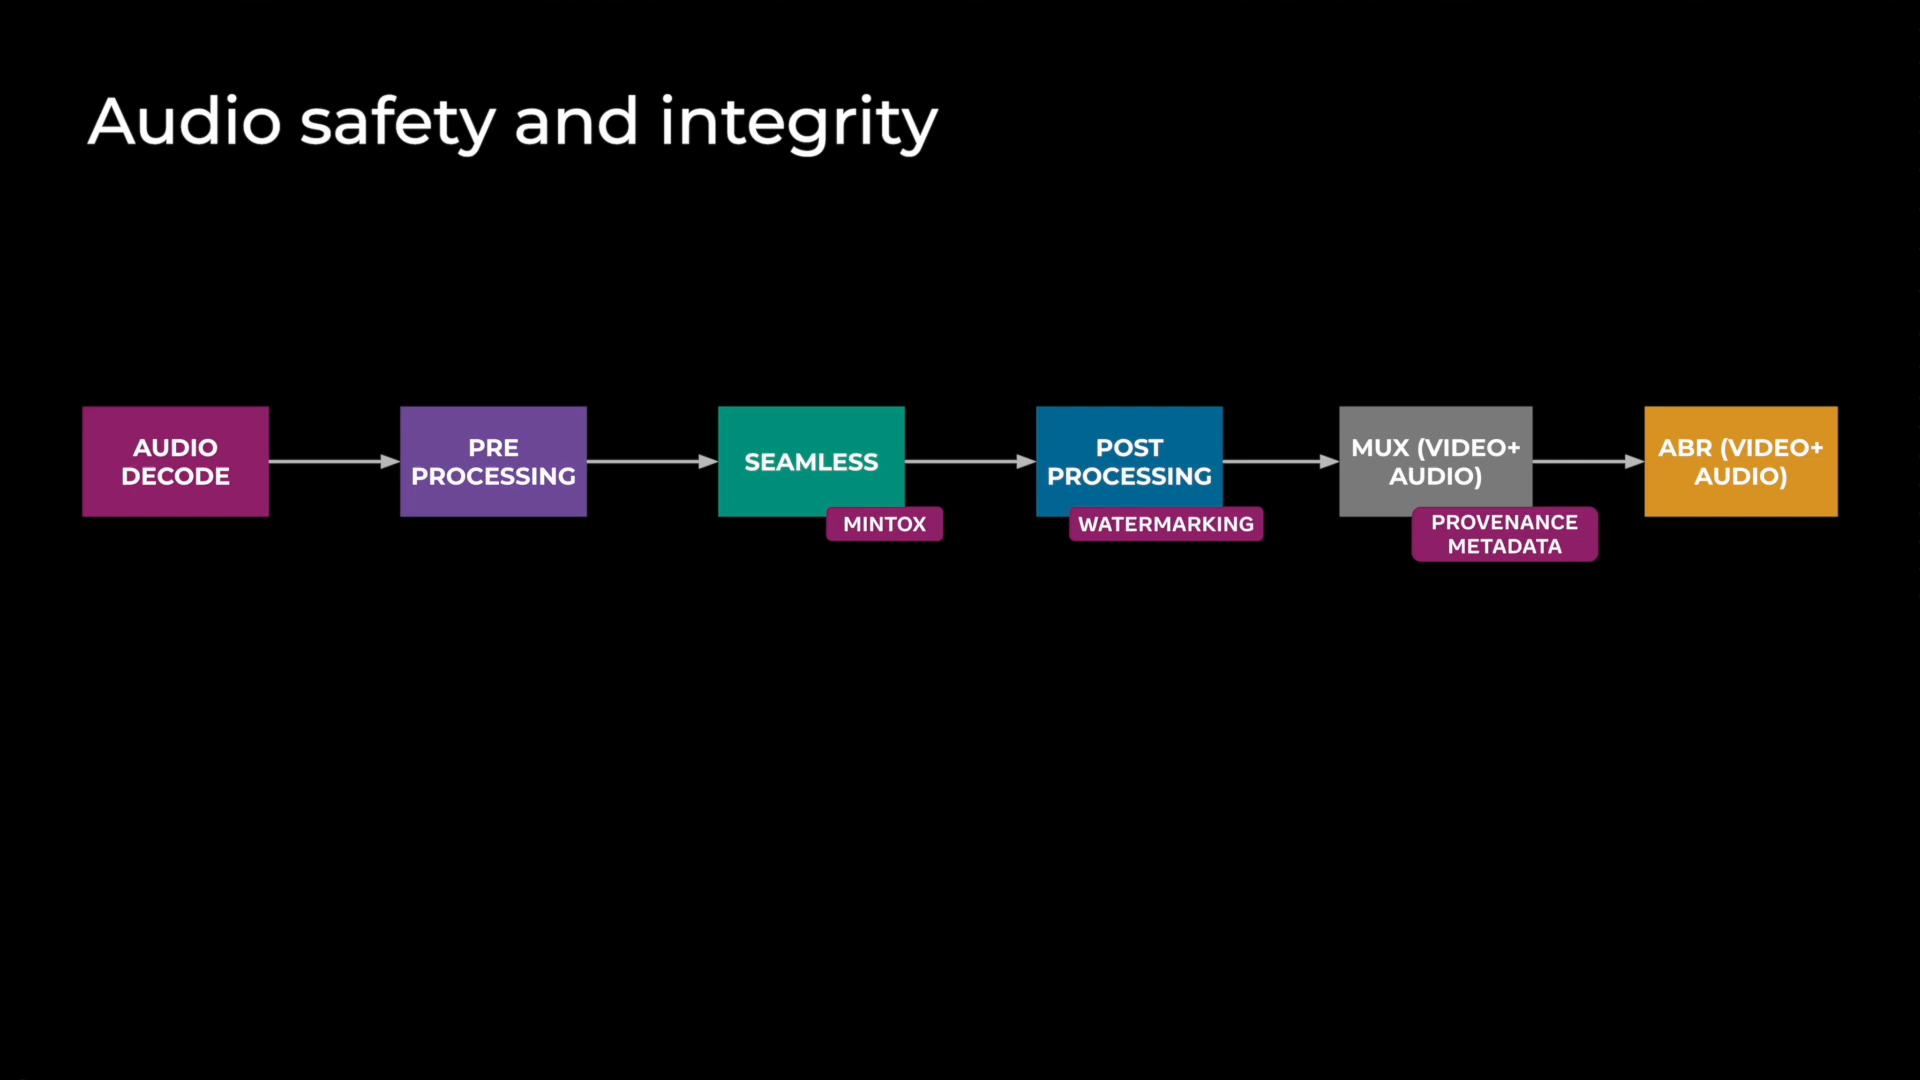 Audio safety and integrity
AUDIO
DECODE
PRE
PROCESSING
SEAMLESS
MINTOX
POST
PROCESSING
WATERMARKING
MUX (VIDEO+
AUDIO)
PROVENANCE
METADATA
ABR (VIDEO+
AUDIO)